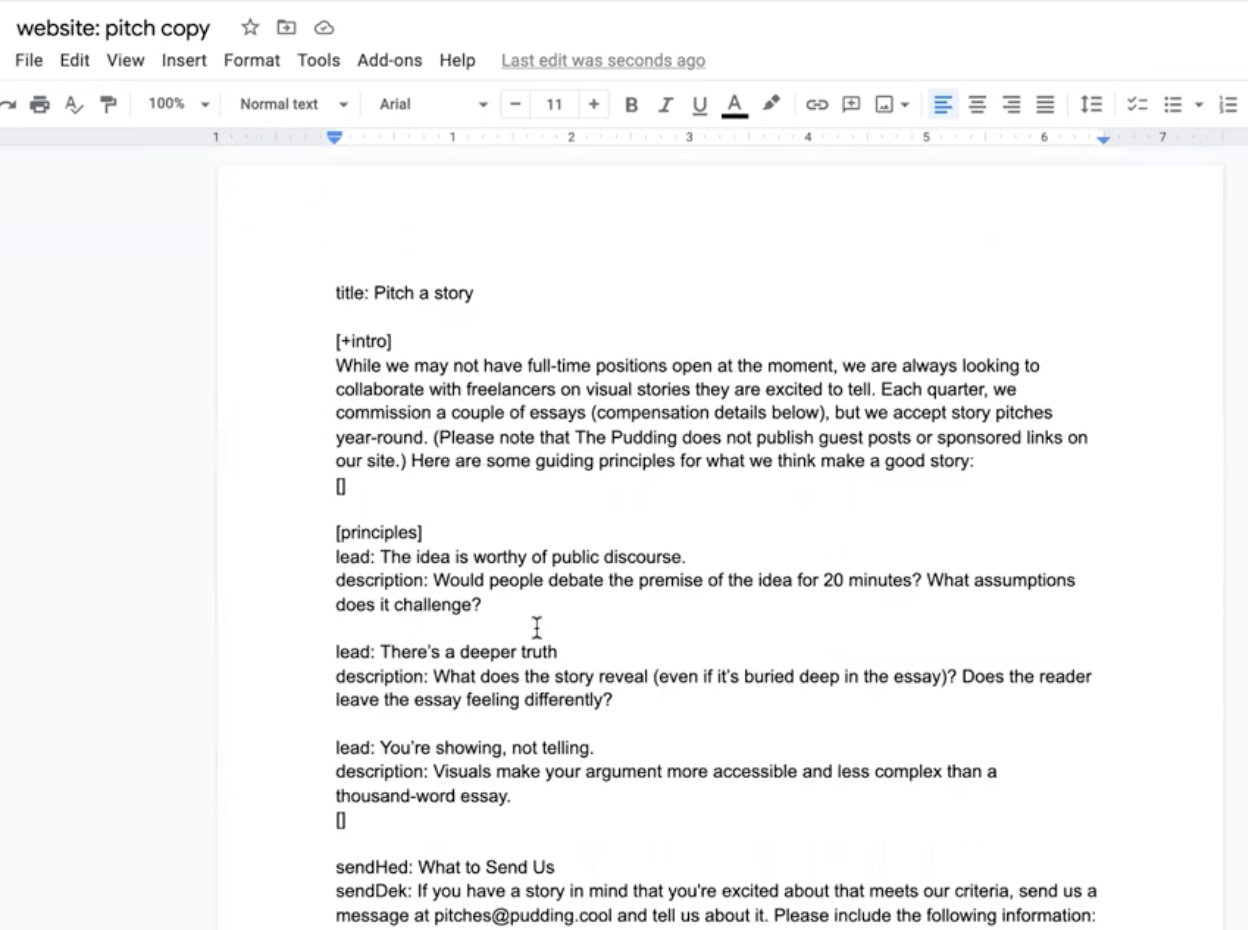 website: pitch copy
File Edit View Insert Format Tools Add-ons Help Last edit was seconds ago
100% Normal text Arial − 11 + B I U A
1 1 2 3 4 5 6 7
title: Pitch a story
[+intro]
While we may not have full-time positions open at the moment, we are always looking to
collaborate with freelancers on visual stories they are excited to tell. Each quarter, we
commission a couple of essays (compensation details below), but we accept story pitches
year-round. (Please note that The Pudding does not publish guest posts or sponsored links on
our site.) Here are some guiding principles for what we think make a good story:
[]
[principles]
lead: The idea is worthy of public discourse.
description: Would people debate the premise of the idea for 20 minutes? What assumptions
does it challenge?
lead: There's a deeper truth
description: What does the story reveal (even if it's buried deep in the essay)? Does the reader
leave the essay feeling differently?
lead: You're showing, not telling.
description: Visuals make your argument more accessible and less complex than a
thousand-word essay.
[]
sendHed: What to Send Us
sendDek: If you have a story in mind that you're excited about that meets our criteria, send us a
message at pitches@pudding.cool and tell us about it. Please include the following information: